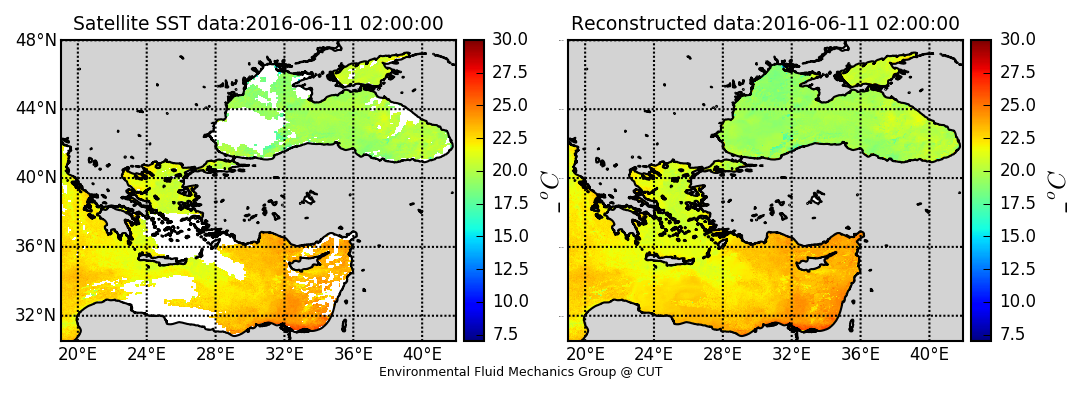 Satellite SST data:2016-06-11 02:00:00
Reconstructed data:2016-06-11 02:00:00
48°N
44°N
40°N
36°N
32°N
20°E 24°E 28°E 32°E 36°E 40°E
30.0
27.5
25.0
22.5
20.0
17.5
15.0
12.5
10.0
7.5
°C
20°E 24°E 28°E 32°E 36°E 40°E
30.0
27.5
25.0
22.5
20.0
17.5
15.0
12.5
10.0
7.5
°C
Environmental Fluid Mechanics Group @ CUT